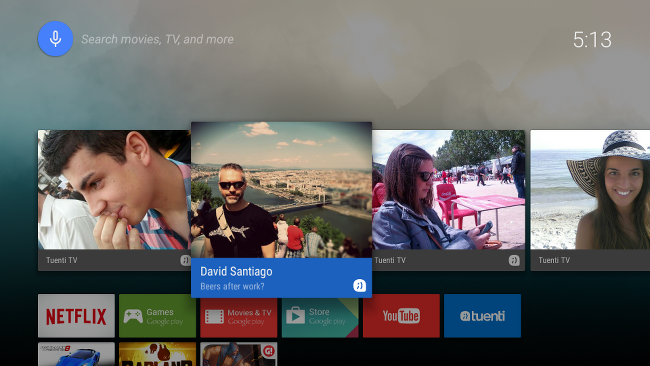 Search movies, TV, and more
5:13
Tuenti TV
David Santiago
Beers after work?
Tuenti TV
Tuenti TV
NETFLIX
Games
Google play
Movies & TV
Google play
Store
Google play
YouTube
tuenti
BADLAND